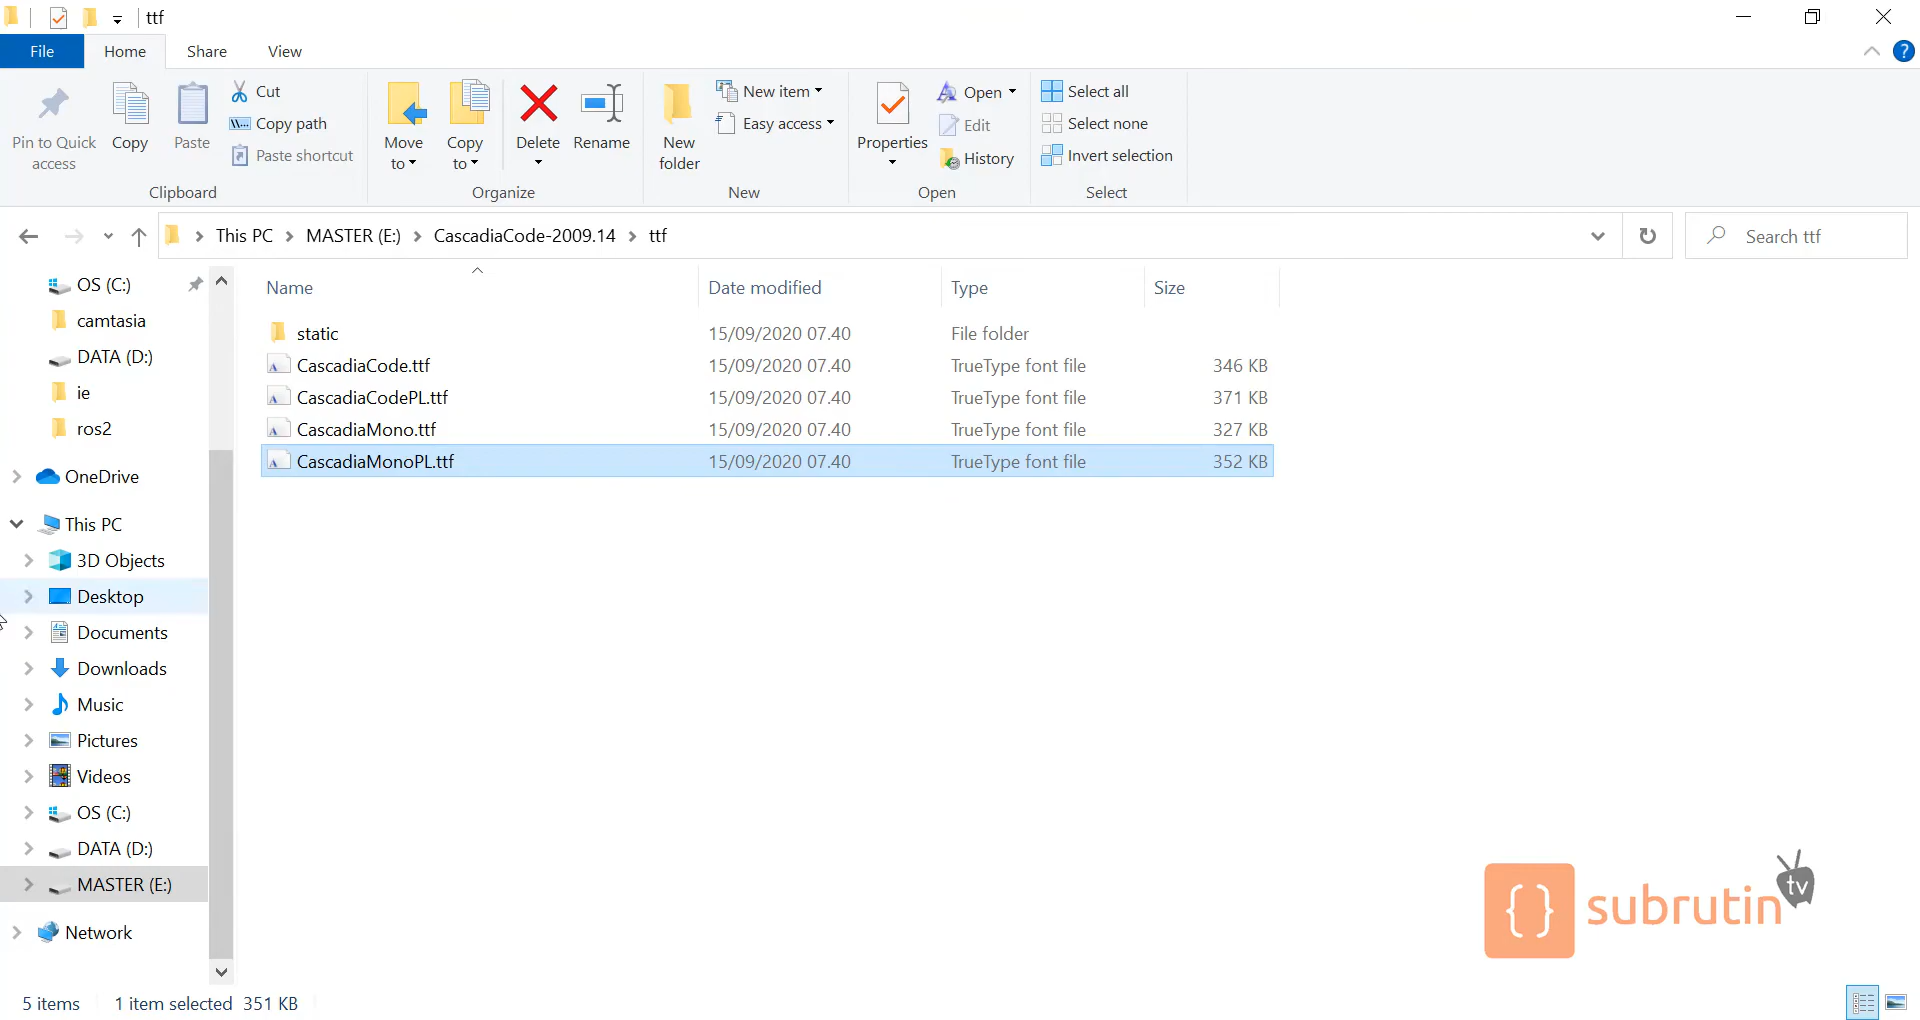 ttf
File
Home
Share
View
?
Pin to Quick access
Copy
Paste
Cut
Copy path
Paste shortcut
Clipboard
Move to
Copy to
Delete
Rename
Organize
New folder
New item
Easy access
New
Properties
Open
Edit
History
Open
Select all
Select none
Invert selection
Select
This PC > MASTER (E:) > CascadiaCode-2009.14 > ttf
Search ttf
OS (C:)
camtasia
DATA (D:)
ie
ros2
OneDrive
This PC
3D Objects
Desktop
Documents
Downloads
Music
Pictures
Videos
OS (C:)
DATA (D:)
MASTER (E:)
Network
Name Date modified Type Size
static 15/09/2020 07.40 File folder
CascadiaCode.ttf 15/09/2020 07.40 TrueType font file 346 KB
CascadiaCodePL.ttf 15/09/2020 07.40 TrueType font file 371 KB
CascadiaMono.ttf 15/09/2020 07.40 TrueType font file 327 KB
CascadiaMonoPL.ttf 15/09/2020 07.40 TrueType font file 352 KB
{} subrutin tv
5 items 1 item selected 351 KB